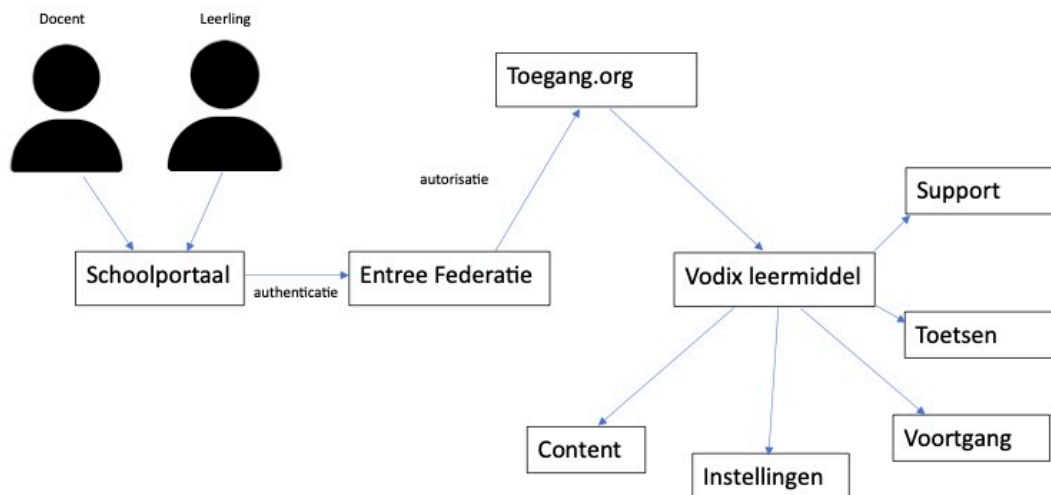 Docent
Leerling
Toegang.org
autorisatie
Support
Schoolportaal
authenticatie
Entree Federatie
Vodix leermiddel
Toetsen
Content
Instellingen
Voortgang